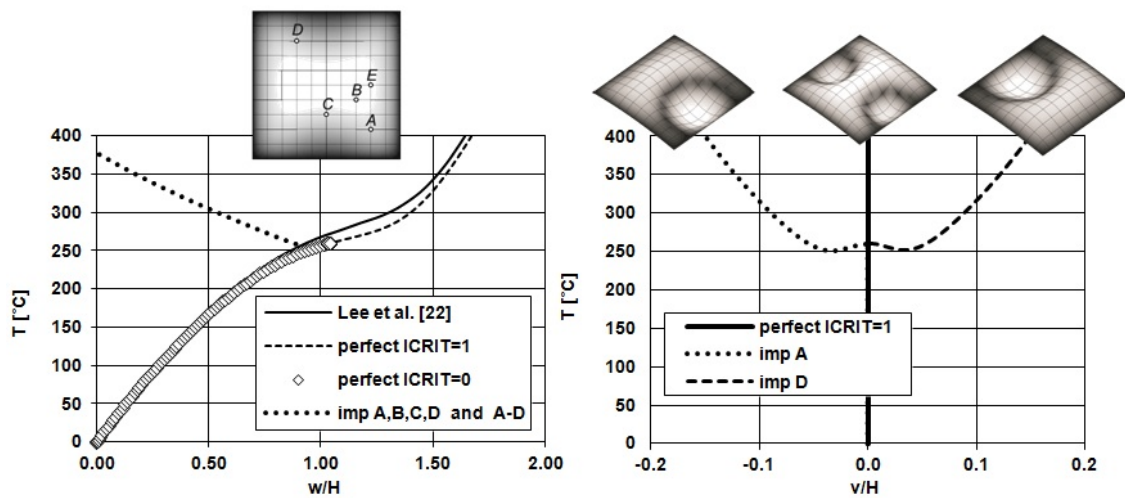 D
E
B
C
A
400
350
300
250
200
150
100
50
0
T [°C]
0.00 0.50 1.00 1.50 2.00
w/H
Lee et al. [22]
perfect ICRIT=1
perfect ICRIT=0
imp A,B,C,D and A-D
400
350
300
250
200
150
100
50
0
T [°C]
-0.2 -0.1 0.0 0.1 0.2
v/H
perfect ICRIT=1
imp A
imp D